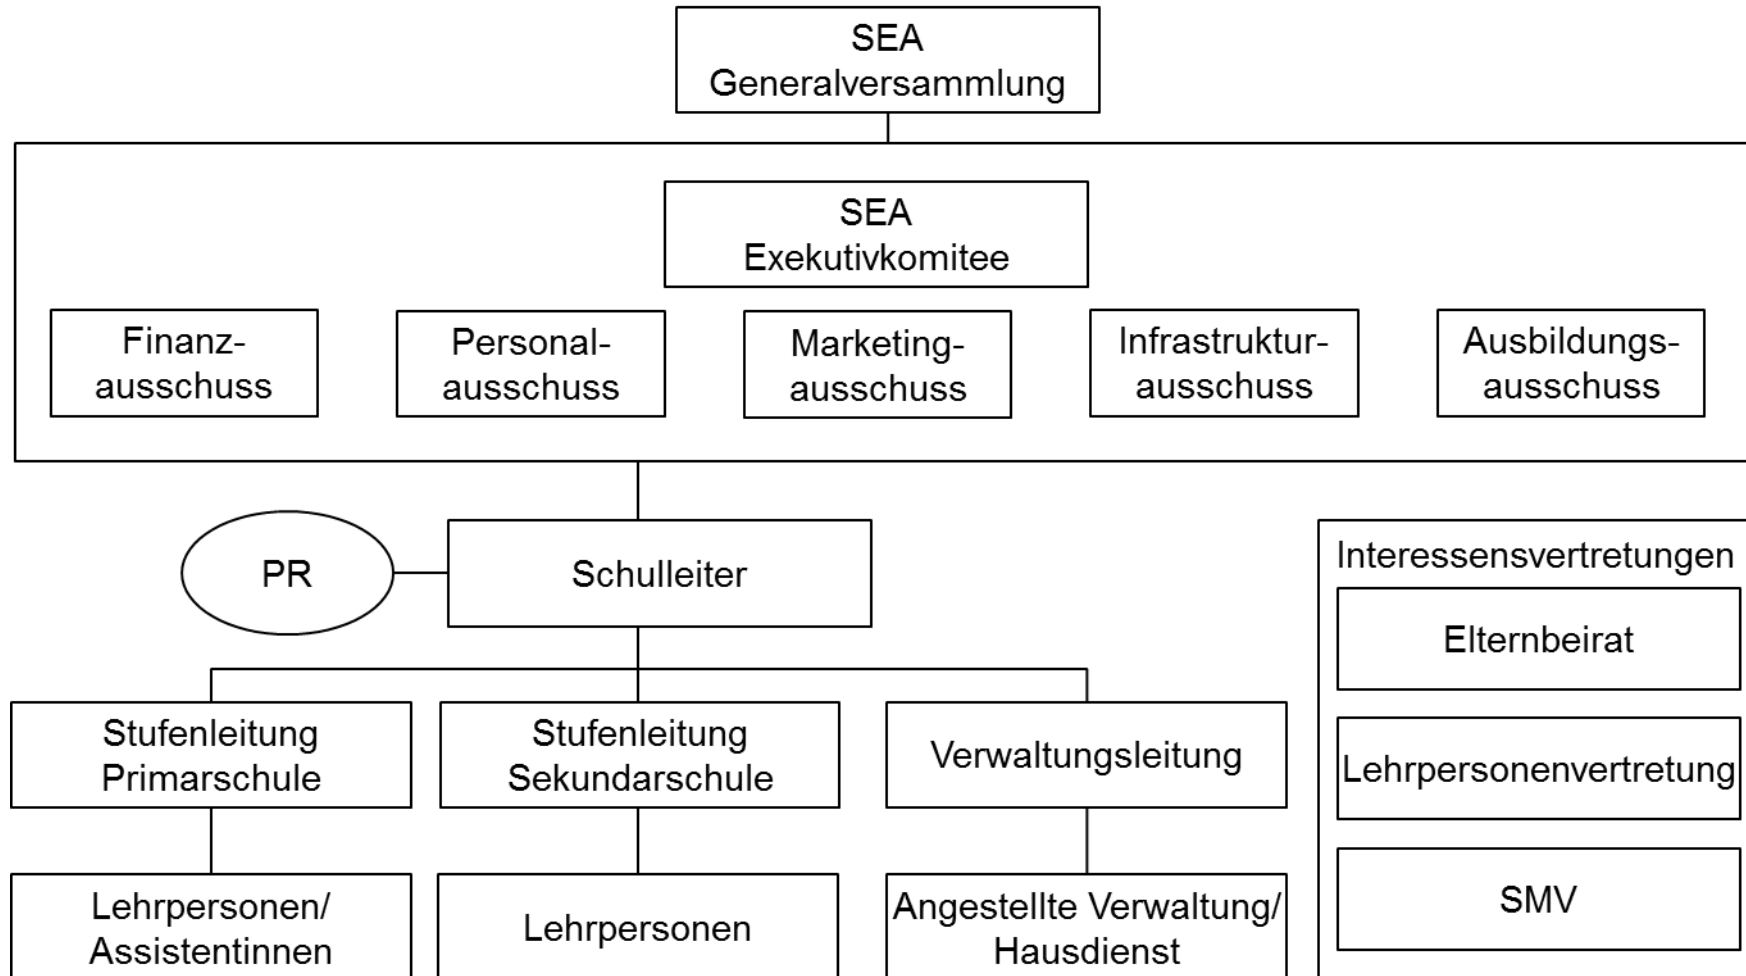 SEA
Generalversammlung
SEA
Exekutivkomitee
Finanz-
ausschuss
Personal-
ausschuss
Marketing-
ausschuss
Infrastruktur-
ausschuss
Ausbildungs-
ausschuss
PR
Schulleiter
Stufenleitung
Primarschule
Stufenleitung
Sekundarschule
Verwaltungsleitung
Lehrpersonen/
Assistentinnen
Lehrpersonen
Angestellte Verwaltung/
Hausdienst
Interessensvertretungen
Elternbeirat
Lehrpersonenvertretung
SMV